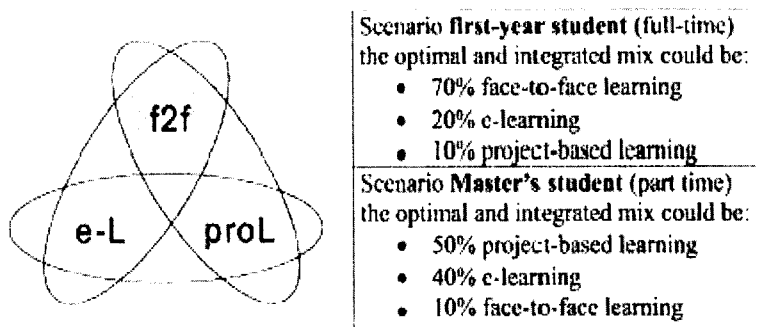 f2f
e-L
proL
Scenario first-year student (full-time)
the optimal and integrated mix could be:
• 70% face-to-face learning
• 20% e-learning
• 10% project-based learning
Scenario Master's student (part time)
the optimal and integrated mix could be:
• 50% project-based learning
• 40% e-learning
• 10% face-to-face learning